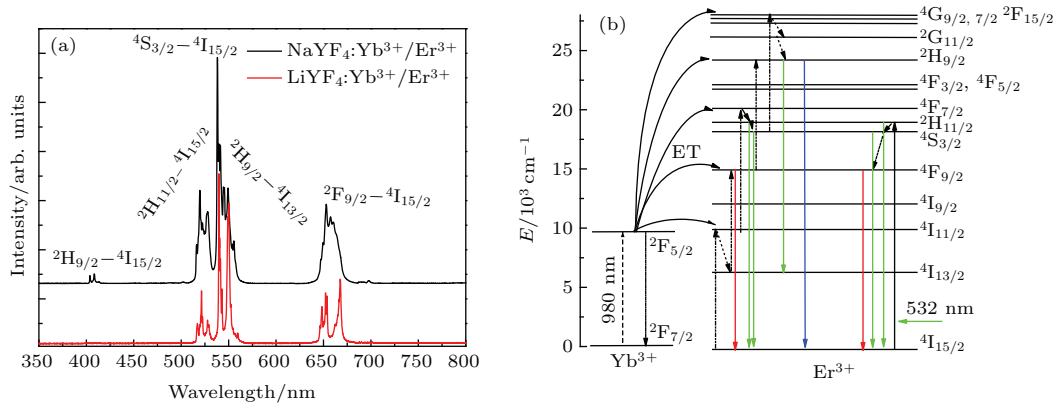 (a)
⁴S₃/₂−⁴I₁₅/₂
NaYF₄:Yb³⁺/Er³⁺
LiYF₄:Yb³⁺/Er³⁺
²H₁₁/₂−⁴I₁₅/₂
²H₉/₂−⁴I₁₃/₂
²F₉/₂−⁴I₁₅/₂
²H₉/₂−⁴I₁₅/₂
Intensity/arb. units
350 400 450 500 550 600 650 700 750 800
Wavelength/nm
(b)
E/10³ cm⁻¹
25
20
15
10
5
0
ET
²F₅/₂
980 nm
²F₇/₂
Yb³⁺
⁴G₉/₂, ₇/₂ ²F₁₅/₂
²G₁₁/₂
²H₉/₂
⁴F₃/₂, ⁴F₅/₂
⁴F₇/₂
²H₁₁/₂
⁴S₃/₂
⁴F₉/₂
⁴I₉/₂
⁴I₁₁/₂
⁴I₁₃/₂
532 nm
⁴I₁₅/₂
Er³⁺